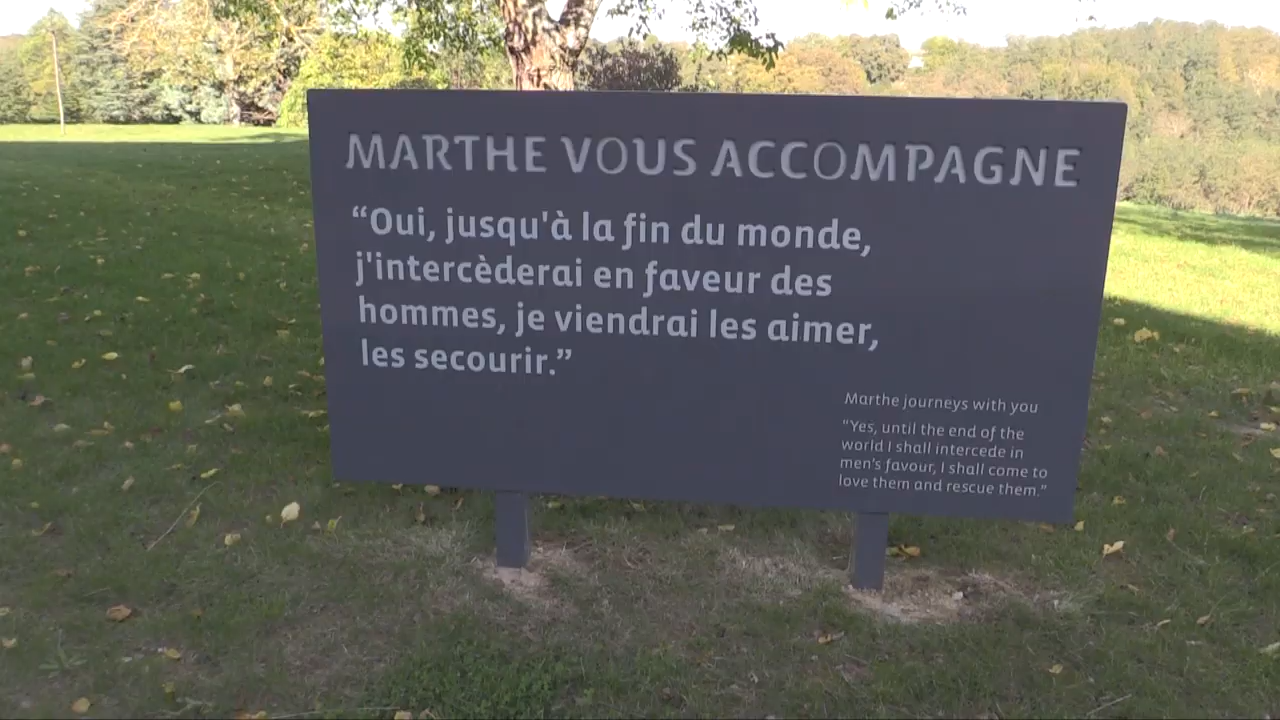 MARTHE VOUS ACCOMPAGNE
“Oui, jusqu'à la fin du monde,
j'intercèderai en faveur des
hommes, je viendrai les aimer,
les secourir.”
Marthe journeys with you
“Yes, until the end of the
world I shall intercede in
men's favour, I shall come to
love them and rescue them.”